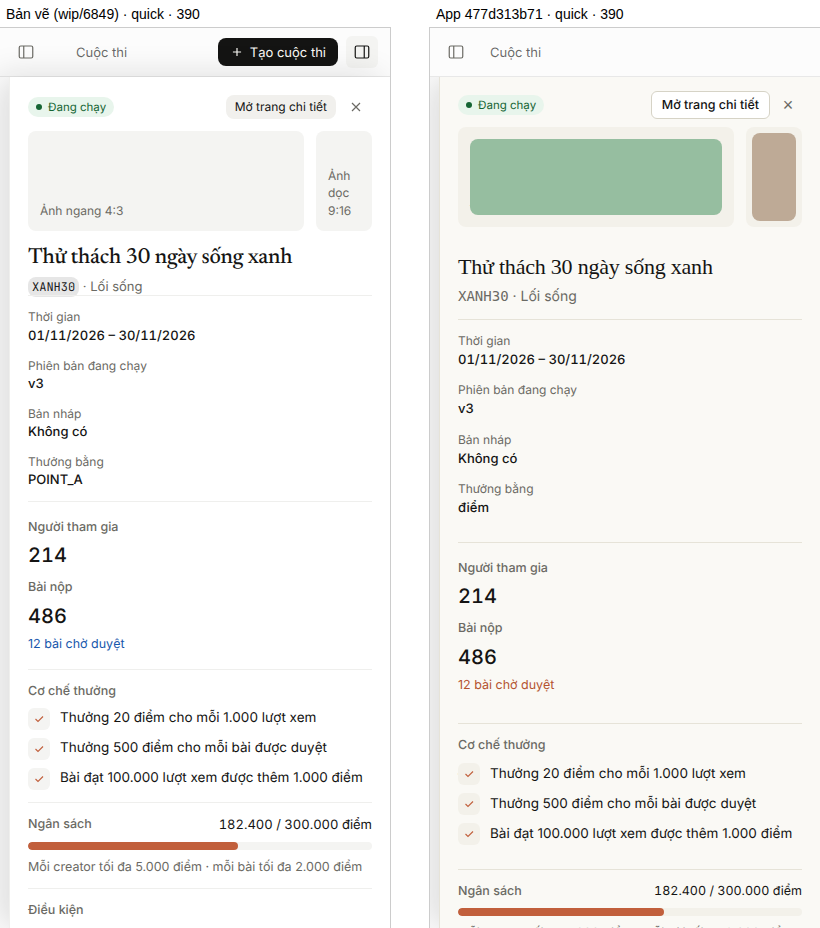 Bản vẽ (wip/6849) · quick · 390
Cuộc thi
+ Tạo cuộc thi
Đang chạy
Mở trang chi tiết
Ảnh ngang 4:3
Ảnh
dọc
9:16
Thử thách 30 ngày sống xanh
XANH30 · Lối sống
Thời gian
01/11/2026 – 30/11/2026
Phiên bản đang chạy
v3
Bản nháp
Không có
Thưởng bằng
POINT_A
Người tham gia
214
Bài nộp
486
12 bài chờ duyệt
Cơ chế thưởng
Thưởng 20 điểm cho mỗi 1.000 lượt xem
Thưởng 500 điểm cho mỗi bài được duyệt
Bài đạt 100.000 lượt xem được thêm 1.000 điểm
Ngân sách
182.400 / 300.000 điểm
Mỗi creator tối đa 5.000 điểm · mỗi bài tối đa 2.000 điểm
Điều kiện
App 477d313b71 · quick · 390
Cuộc thi
Đang chạy
Mở trang chi tiết
Thử thách 30 ngày sống xanh
XANH30 · Lối sống
Thời gian
01/11/2026 – 30/11/2026
Phiên bản đang chạy
v3
Bản nháp
Không có
Thưởng bằng
điểm
Người tham gia
214
Bài nộp
486
12 bài chờ duyệt
Cơ chế thưởng
Thưởng 20 điểm cho mỗi 1.000 lượt xem
Thưởng 500 điểm cho mỗi bài được duyệt
Bài đạt 100.000 lượt xem được thêm 1.000 điểm
Ngân sách
182.400 / 300.000 điểm